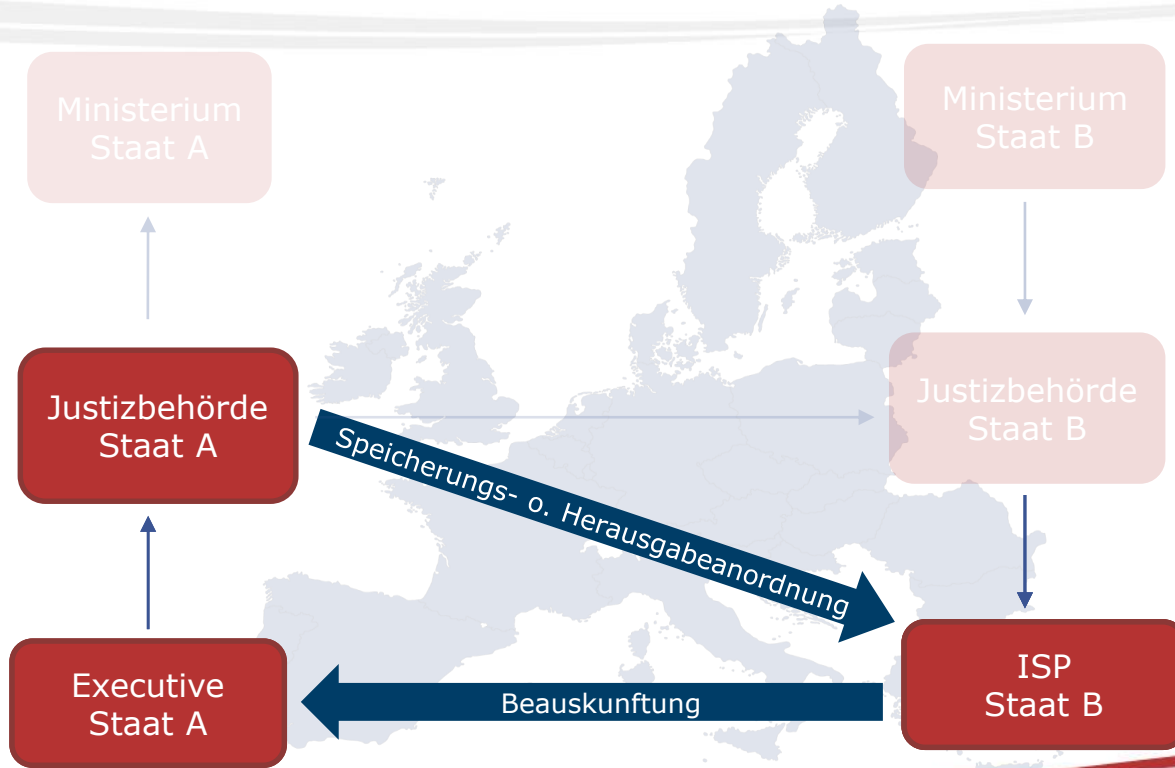 Ministerium
Staat A
Ministerium
Staat B
Justizbehörde
Staat A
Justizbehörde
Staat B
Speicherungs- o. Herausgabeanordnung
Executive
Staat A
Beauskunftung
ISP
Staat B